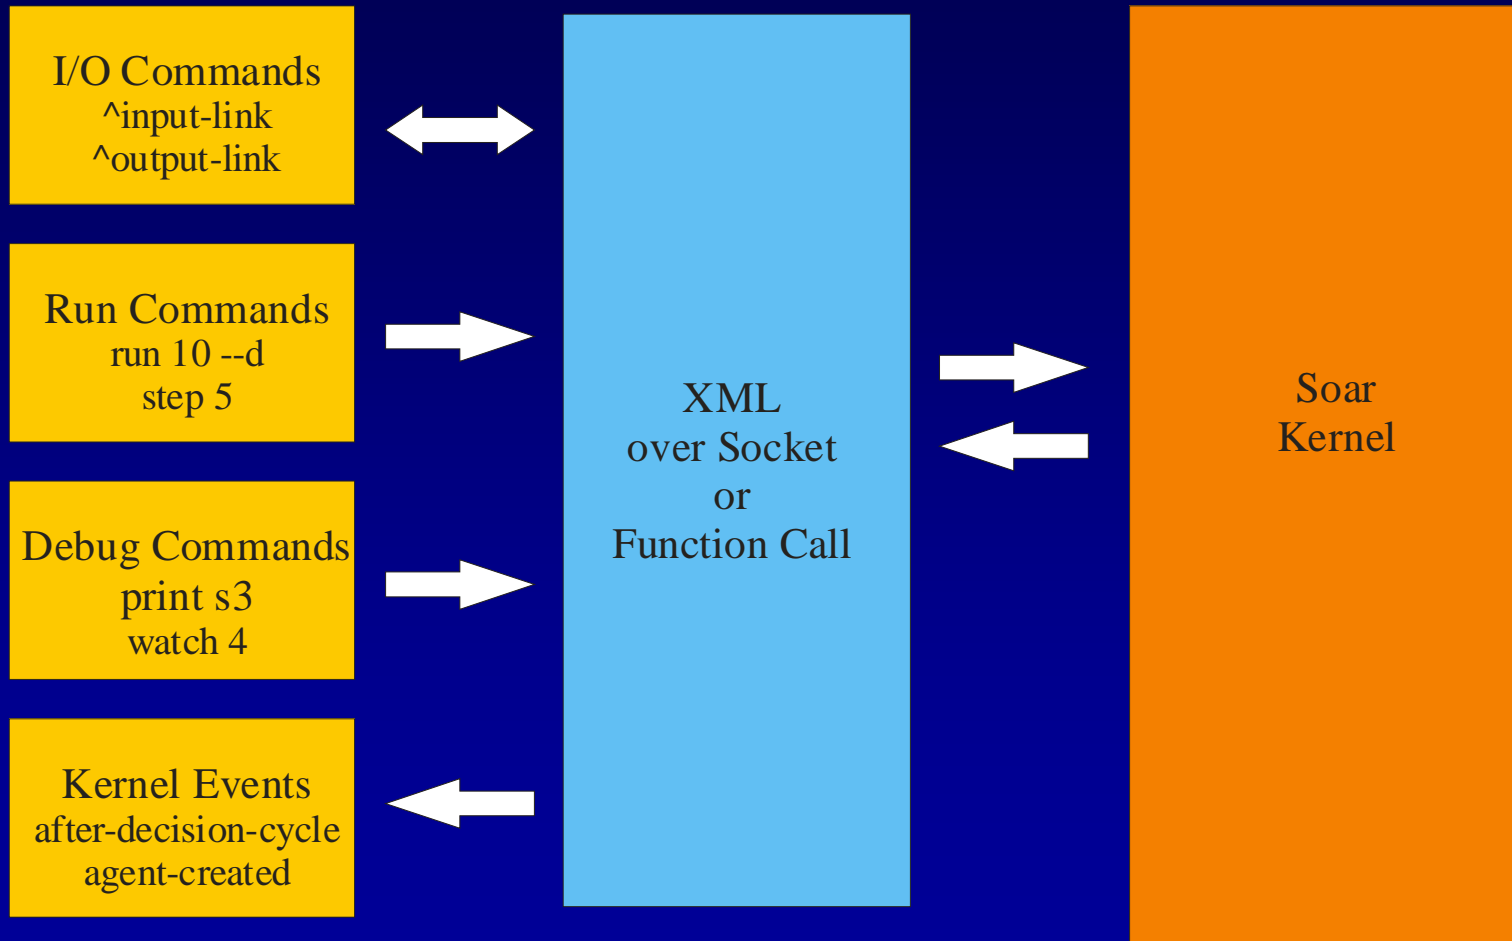 I/O Commands
^input-link
^output-link
Run Commands
run 10 --d
step 5
Debug Commands
print s3
watch 4
Kernel Events
after-decision-cycle
agent-created
XML
over Socket
or
Function Call
Soar
Kernel